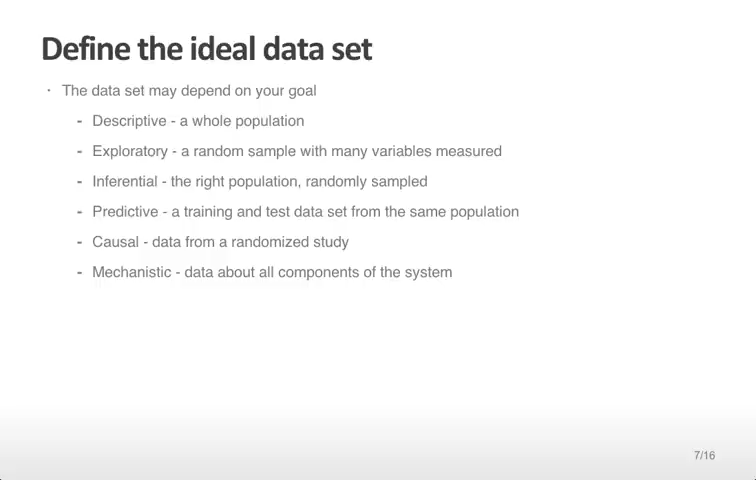 Define the ideal data set
· The data set may depend on your goal
- Descriptive - a whole population
- Exploratory - a random sample with many variables measured
- Inferential - the right population, randomly sampled
- Predictive - a training and test data set from the same population
- Causal - data from a randomized study
- Mechanistic - data about all components of the system
7/16